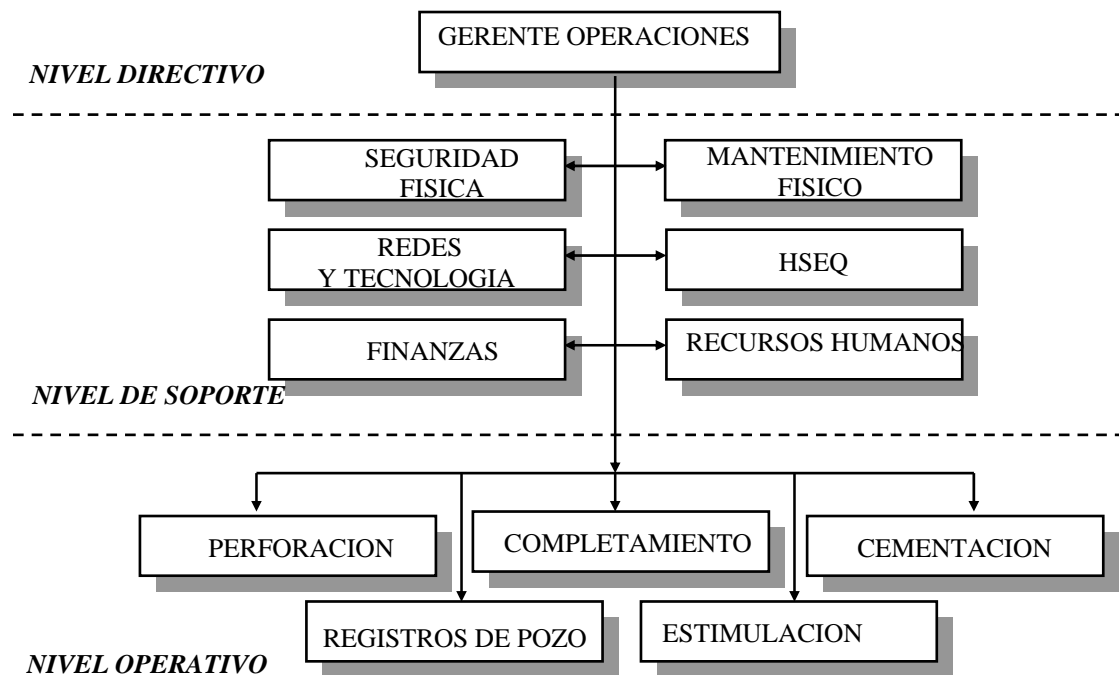 GERENTE OPERACIONES
NIVEL DIRECTIVO
SEGURIDAD
FISICA
MANTENIMIENTO
FISICO
REDES
Y TECNOLOGIA
HSEQ
FINANZAS
RECURSOS HUMANOS
NIVEL DE SOPORTE
PERFORACION
COMPLETAMIENTO
CEMENTACION
REGISTROS DE POZO
ESTIMULACION
NIVEL OPERATIVO